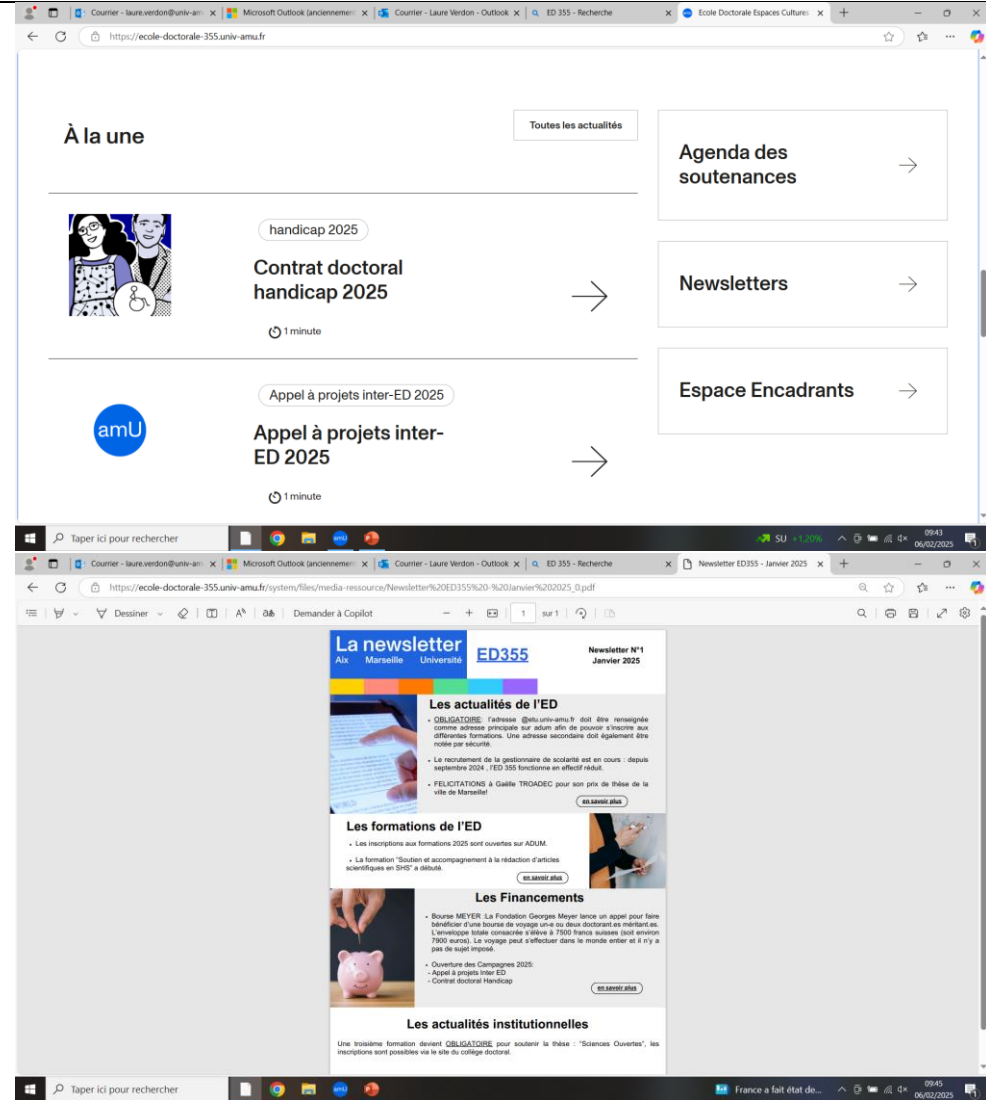 Courrier - laure.verdon@univ-am
Microsoft Outlook (anciennement
Courrier - Laure Verdon - Outlook
ED 355 - Recherche
Ecole Doctorale Espaces Cultures
https://ecole-doctorale-355.univ-amu.fr
À la une
Toutes les actualités
handicap 2025
Contrat doctoral
handicap 2025
1 minute
amU
Appel à projets inter-ED 2025
Appel à projets inter-
ED 2025
1 minute
Agenda des
soutenances
Newsletters
Espace Encadrants
Taper ici pour rechercher
amU
SU +1,20%
09:43
06/02/2025
Courrier - laure.verdon@univ-am
Microsoft Outlook (anciennement
Courrier - Laure Verdon - Outlook
ED 355 - Recherche
Newsletter ED355 - Janvier 2025
https://ecole-doctorale-355.univ-amu.fr/system/files/media-ressource/Newsletter%20ED355%20-%20Janvier%202025_0.pdf
Dessiner
Demander à Copilot
1
sur 1
La newsletter
Aix Marseille Université
ED355
Newsletter N°1
Janvier 2025
Les actualités de l'ED
• OBLIGATOIRE: l'adresse @etu.univ-amu.fr doit être renseignée
comme adresse principale sur adum afin de pouvoir s'inscrire aux
différentes formations. Une adresse secondaire doit également être
notée par sécurité.
• Le recrutement de la gestionnaire de scolarité est en cours : depuis
septembre 2024 , l'ED 355 fonctionne en effectif réduit.
• FELICITATIONS à Gaëlle TROADEC pour son prix de thèse de la
ville de Marseille!
en savoir plus
Les formations de l'ED
• Les inscriptions aux formations 2025 sont ouvertes sur ADUM.
• La formation "Soutien et accompagnement à la rédaction d'articles
scientifiques en SHS" a débuté.
en savoir plus
Les Financements
• Bourse MEYER :La Fondation Georges Meyer lance un appel pour faire
bénéficier d'une bourse de voyage un-e ou deux doctorant.es méritant.es.
L'enveloppe totale consacrée s'élève à 7500 francs suisses (soit environ
7900 euros). Le voyage peut s'effectuer dans le monde entier et il n'y a
pas de sujet imposé.
• Ouverture des Campagnes 2025:
- Appel à projets Inter ED
- Contrat doctoral Handicap
en savoir plus
Les actualités institutionnelles
Une troisième formation devient OBLIGATOIRE pour soutenir la thèse : "Sciences Ouvertes", les
inscriptions sont possibles via le site du collège doctoral.
Taper ici pour rechercher
amU
France a fait état de...
09:45
06/02/2025